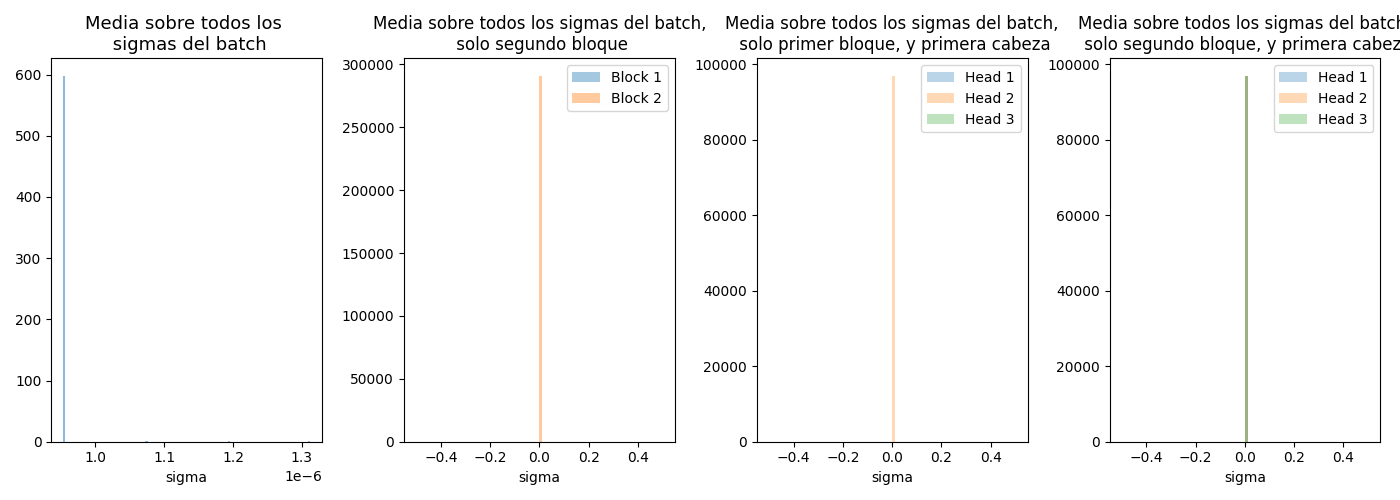 Media sobre todos los
sigmas del batch
600
500
400
300
200
100
0
1.0
1.1
1.2
1.3
1e−6
sigma
Media sobre todos los sigmas del batch,
solo segundo bloque
300000
250000
200000
150000
100000
50000
0
Block 1
Block 2
−0.4
−0.2
0.0
0.2
0.4
sigma
Media sobre todos los sigmas del batch,
solo primer bloque, y primera cabeza
100000
80000
60000
40000
20000
0
Head 1
Head 2
Head 3
−0.4
−0.2
0.0
0.2
0.4
sigma
Media sobre todos los sigmas del batch
solo segundo bloque, y primera cabez
100000
80000
60000
40000
20000
0
Head 1
Head 2
Head 3
−0.4
−0.2
0.0
0.2
0.4
sigma